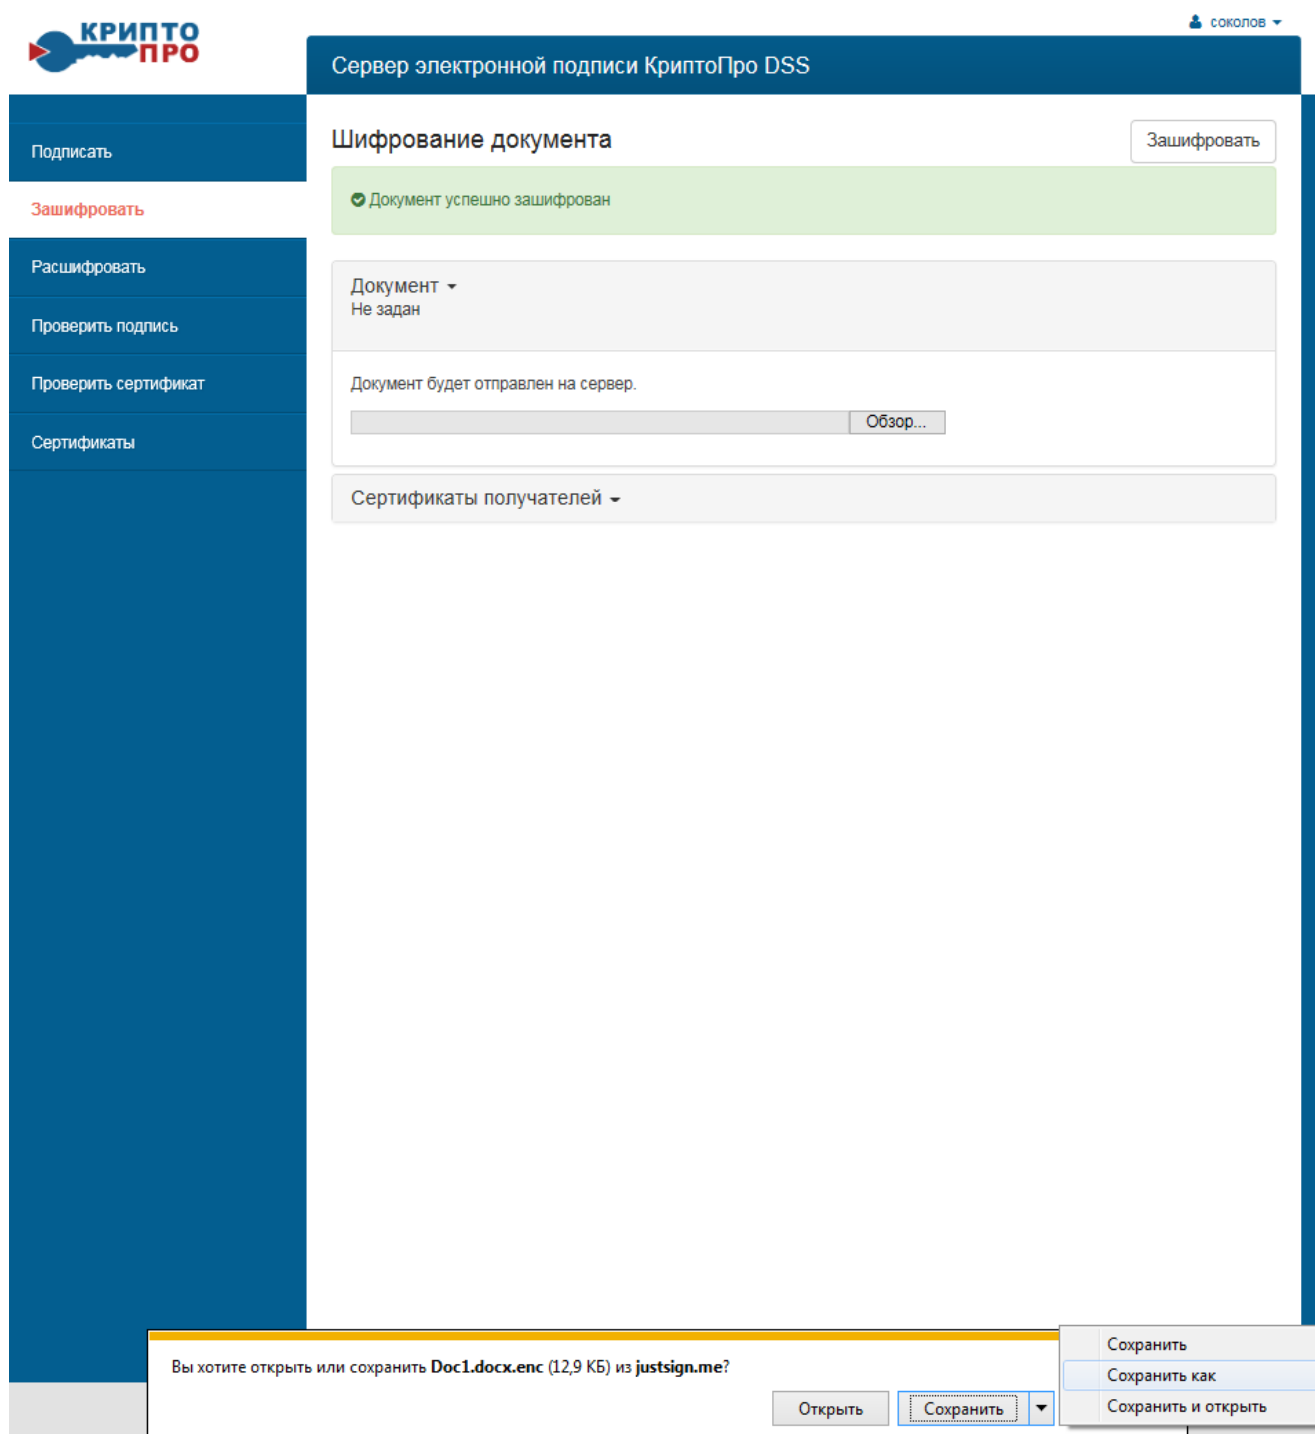 КРИПТО
ПРО
соколов
Сервер электронной подписи КриптоПро DSS
Подписать
Зашифровать
Расшифровать
Проверить подпись
Проверить сертификат
Сертификаты
Шифрование документа
Зашифровать
Документ успешно зашифрован
Документ
Не задан
Документ будет отправлен на сервер.
Обзор...
Сертификаты получателей
Вы хотите открыть или сохранить Doc1.docx.enc (12,9 КБ) из justsign.me?
Открыть
Сохранить
Сохранить
Сохранить как
Сохранить и открыть